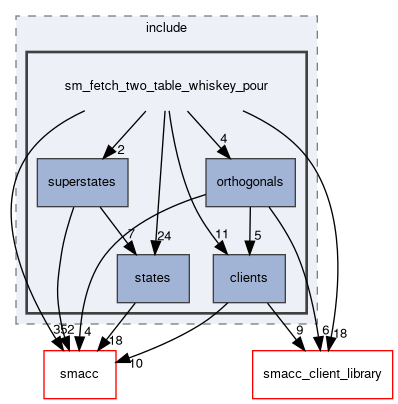 include
sm_fetch_two_table_whiskey_pour
2
4
superstates
orthogonals
7
24
11
5
states
clients
352
4
18
10
9
6
18
smacc
smacc_client_library